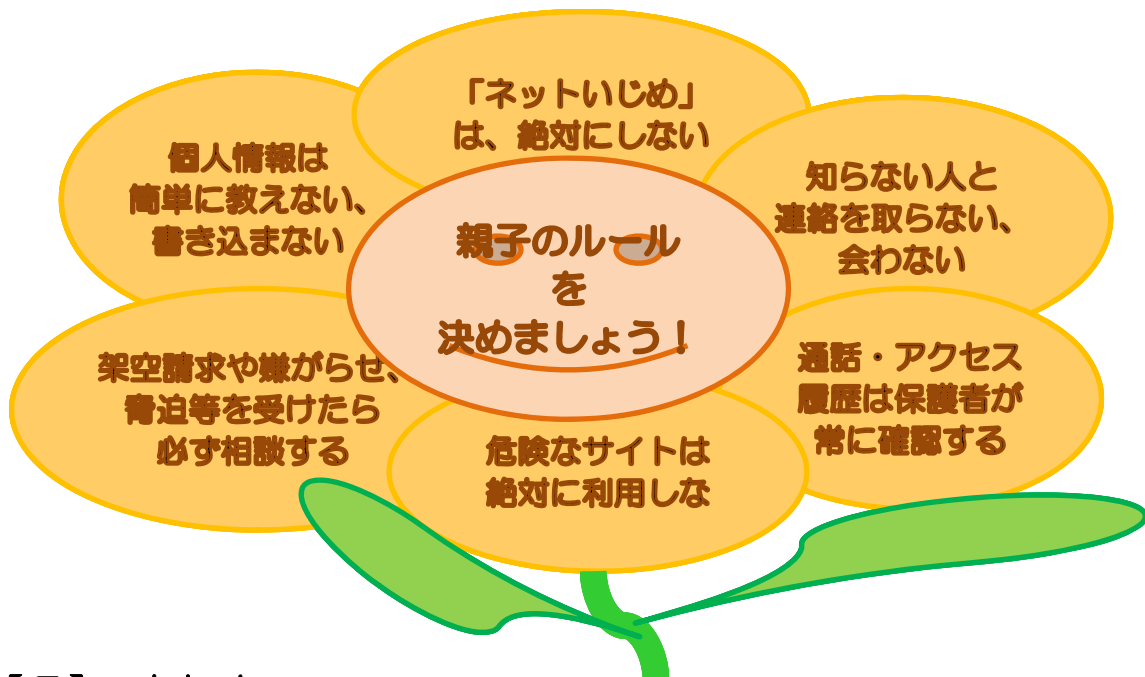 「ネットいじめ」
は、絶対にしない
個人情報は
簡単に教えない、
書き込まない
知らない人と
連絡を取らない、
会わない
親子のルール
を
決めましょう！
架空請求や嫌がらせ、
脅迫等を受けたら
必ず相談する
通話・アクセス
履歴は保護者が
常に確認する
危険なサイトは
絶対に利用しな